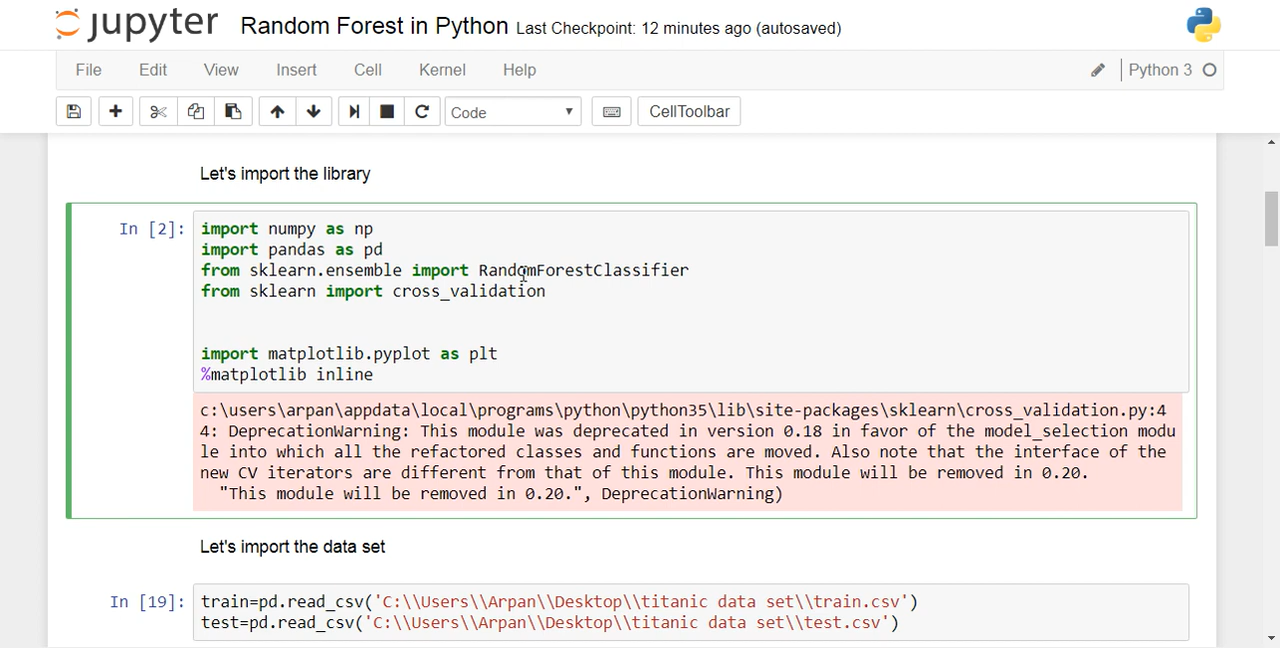 jupyter Random Forest in Python Last Checkpoint: 12 minutes ago (autosaved)
File Edit View Insert Cell Kernel Help Python 3
Code CellToolbar
Let's import the library
In [2]: import numpy as np
import pandas as pd
from sklearn.ensemble import RandomForestClassifier
from sklearn import cross_validation
import matplotlib.pyplot as plt
%matplotlib inline
c:\users\arpan\appdata\local\programs\python\python35\lib\site-packages\sklearn\cross_validation.py:4
4: DeprecationWarning: This module was deprecated in version 0.18 in favor of the model_selection modu
le into which all the refactored classes and functions are moved. Also note that the interface of the
new CV iterators are different from that of this module. This module will be removed in 0.20.
"This module will be removed in 0.20.", DeprecationWarning)
Let's import the data set
In [19]: train=pd.read_csv('C:\\Users\\Arpan\\Desktop\\titanic data set\\train.csv')
test=pd.read_csv('C:\\Users\\Arpan\\Desktop\\titanic data set\\test.csv')